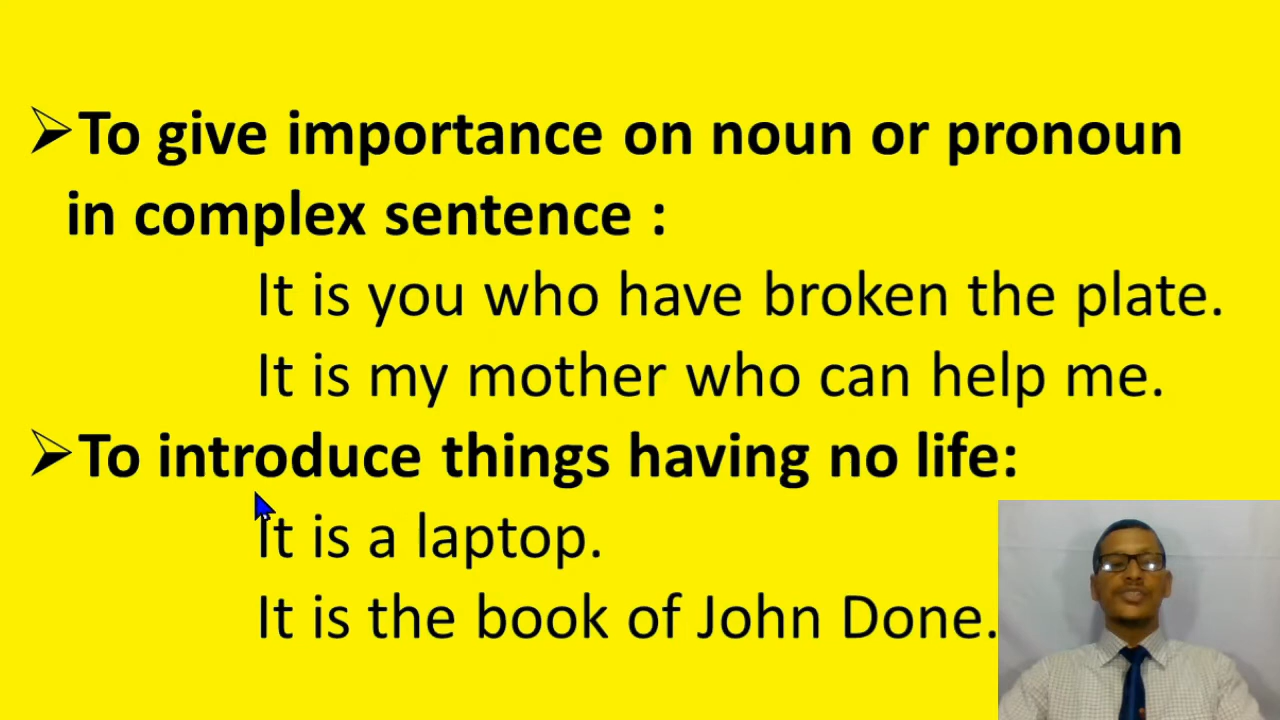 To give importance on noun or pronoun
in complex sentence :
It is you who have broken the plate.
It is my mother who can help me.
To introduce things having no life:
It is a laptop.
It is the book of John Done.